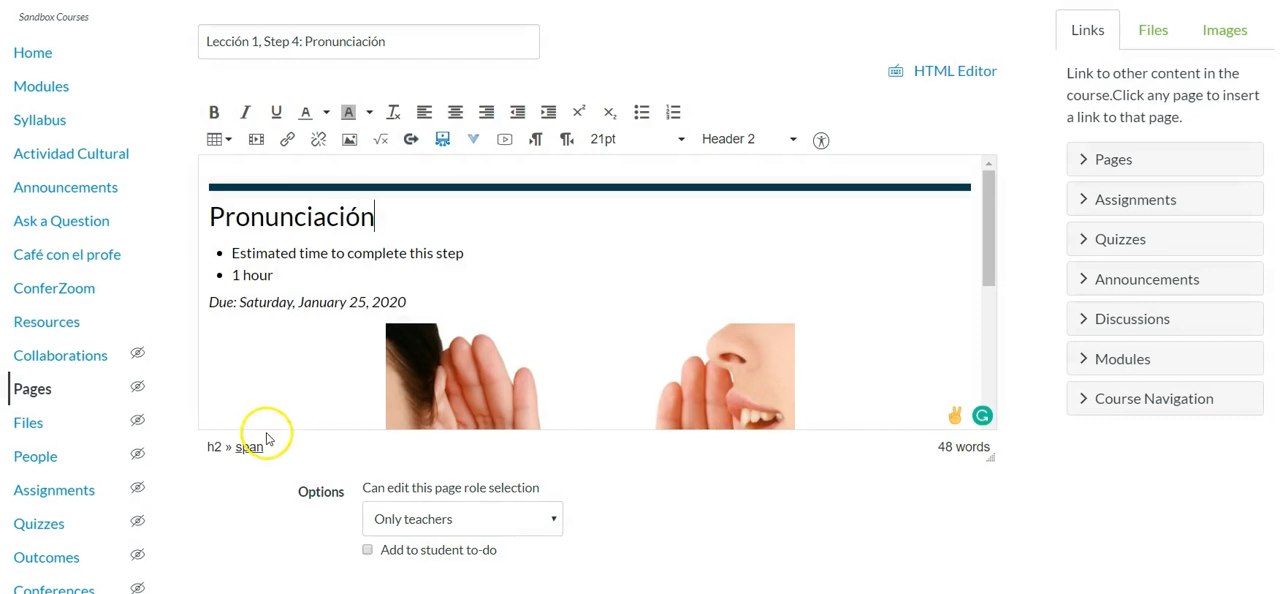 Sandbox Courses
Home
Modules
Syllabus
Actividad Cultural
Announcements
Ask a Question
Café con el profe
ConferZoom
Resources
Collaborations
Pages
Files
People
Assignments
Quizzes
Outcomes
Conferences
Lección 1, Step 4: Pronunciación
HTML Editor
B I U A A Tx x² x₂
√x 21pt Header 2
Pronunciación
Estimated time to complete this step
1 hour
Due: Saturday, January 25, 2020
h2 » span
48 words
Options Can edit this page role selection
Only teachers
Add to student to-do
Links Files Images
Link to other content in the
course.Click any page to insert
a link to that page.
Pages
Assignments
Quizzes
Announcements
Discussions
Modules
Course Navigation